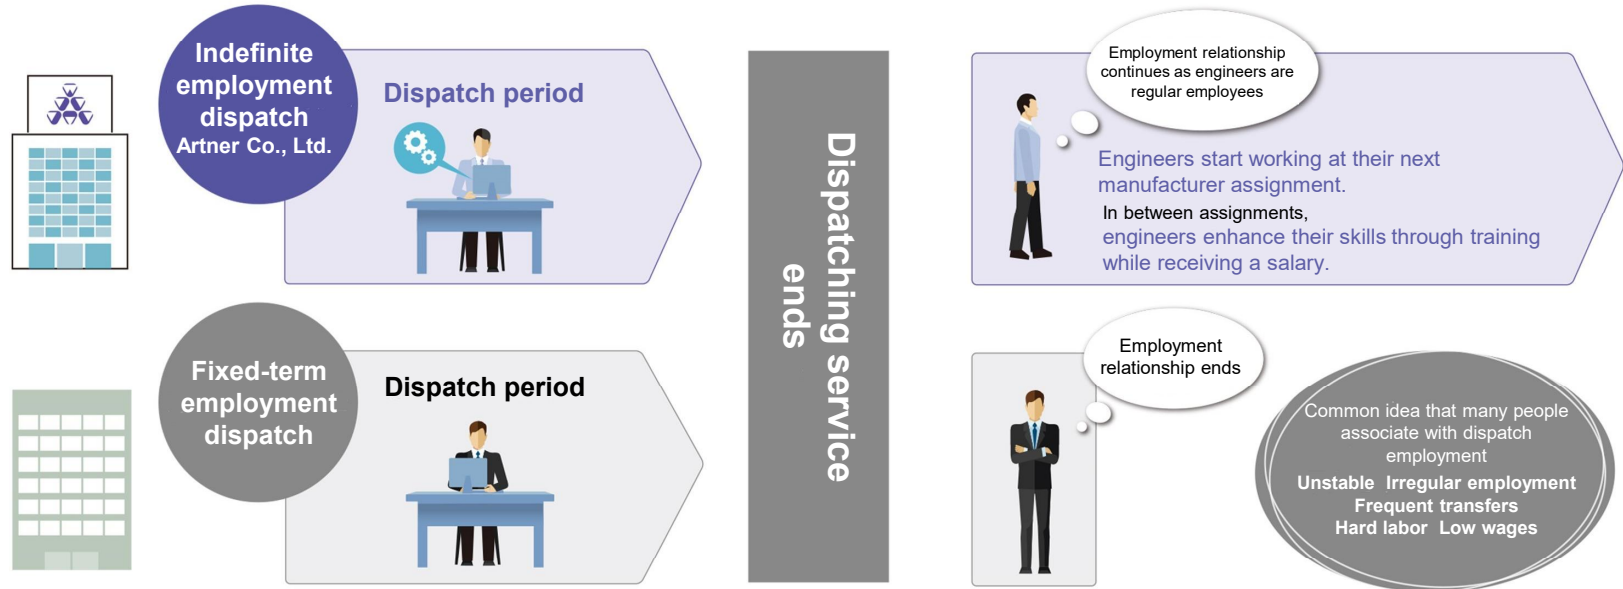 Indefinite
employment
dispatch
Artner Co., Ltd.
Dispatch period
Dispatching service
ends
Employment relationship
continues as engineers are
regular employees
Engineers start working at their next
manufacturer assignment.
In between assignments,
engineers enhance their skills through training
while receiving a salary.
Fixed-term
employment
dispatch
Dispatch period
Employment
relationship ends
Common idea that many people
associate with dispatch
employment
Unstable Irregular employment
Frequent transfers
Hard labor Low wages